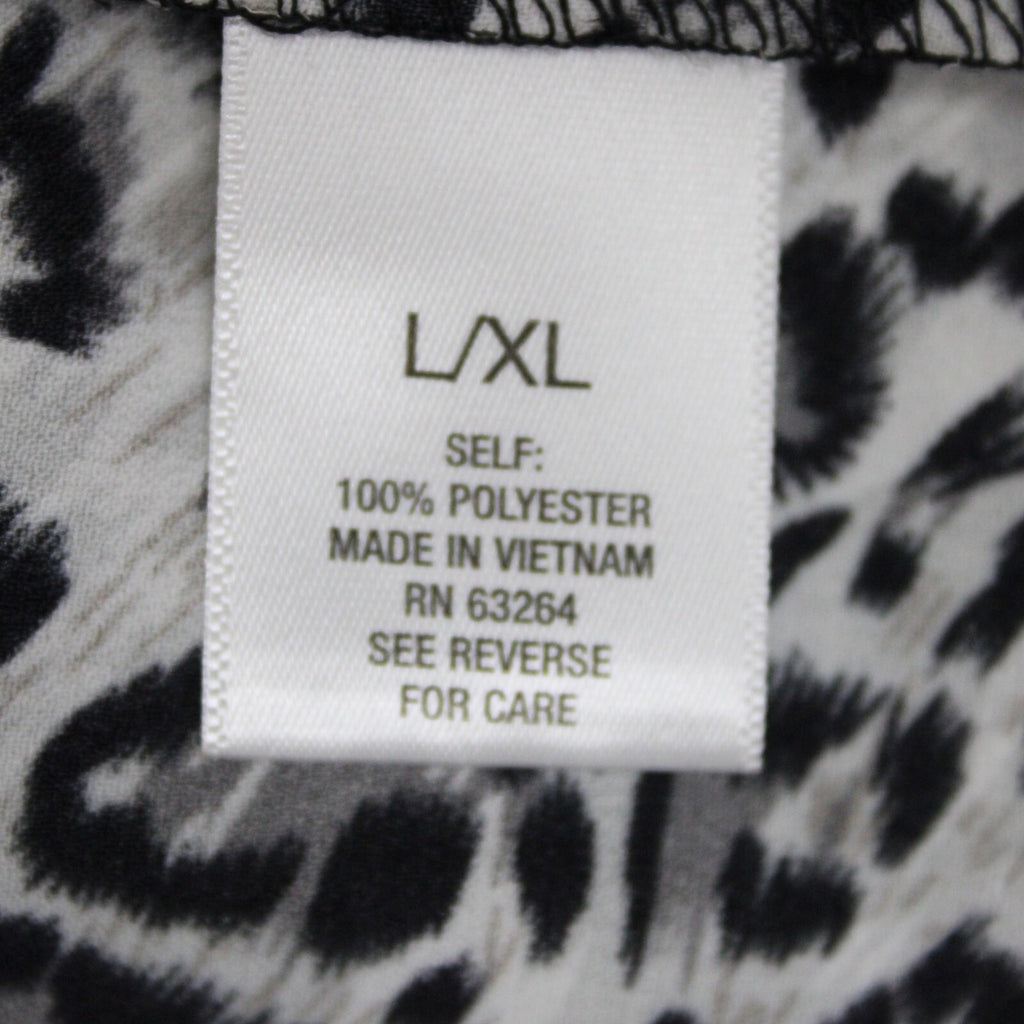 L/XL
SELF:
100% POLYESTER
MADE IN VIETNAM
RN 63264
SEE REVERSE
FOR CARE